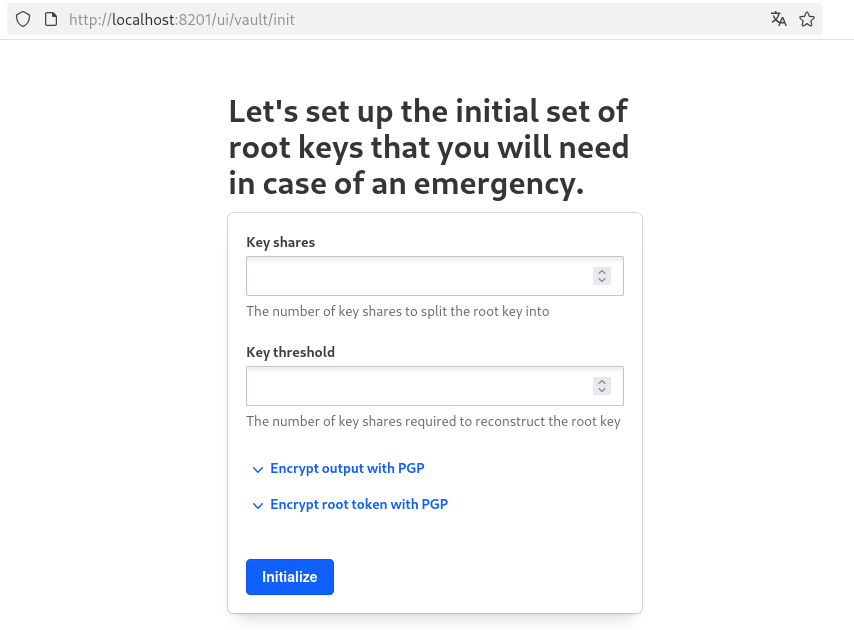 http://localhost:8201/ui/vault/init
Let's set up the initial set of
root keys that you will need
in case of an emergency.
Key shares
The number of key shares to split the root key into
Key threshold
The number of key shares required to reconstruct the root key
Encrypt output with PGP
Encrypt root token with PGP
Initialize